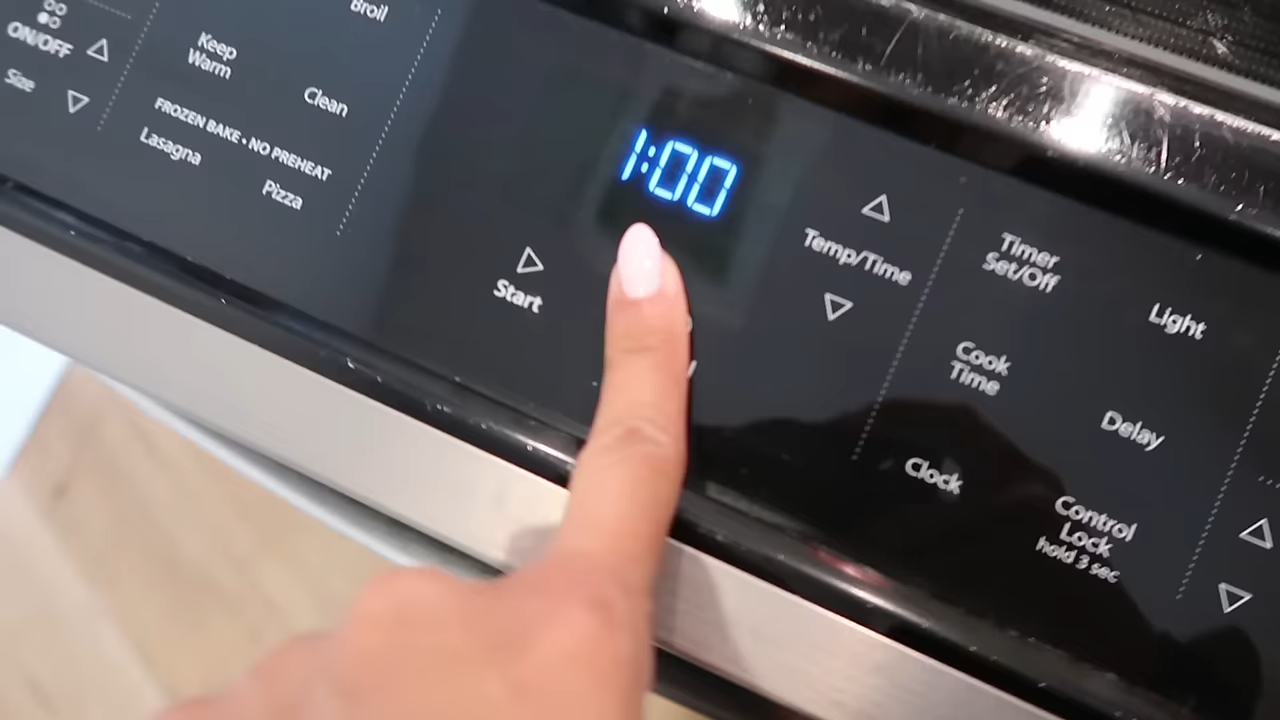 ON/OFF
Size
Broil
Keep
Warm
Clean
FROZEN BAKE • NO PREHEAT
Lasagna
Pizza
1:00
Start
Temp/Time
Timer
Set/Off
Light
Cook
Time
Delay
Clock
Control
Lock
hold 3 sec